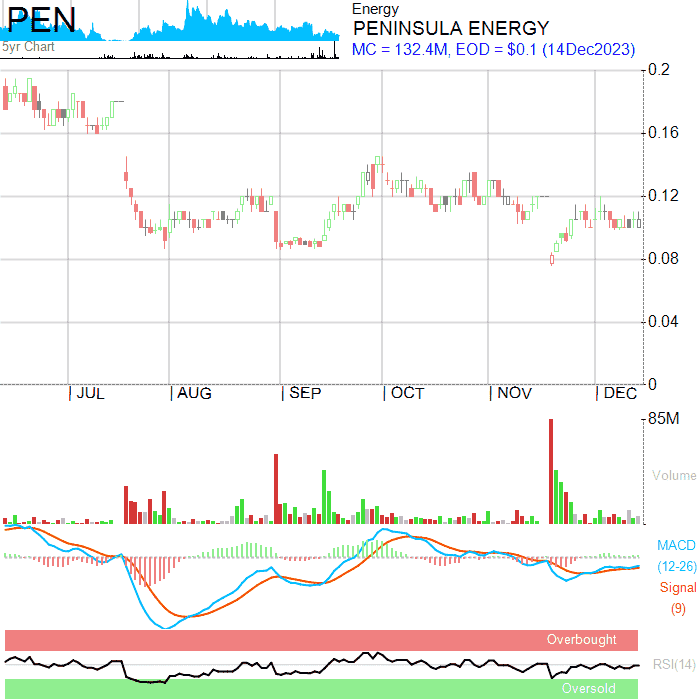 PEN
5yr Chart
Energy
PENINSULA ENERGY
MC = 132.4M, EOD = $0.1 (14Dec2023)
0.2
0.16
0.12
0.08
0.04
0
JUL AUG SEP OCT NOV DEC
85M
Volume
MACD
(12-26)
Signal
(9)
Overbought
RSI(14)
Oversold